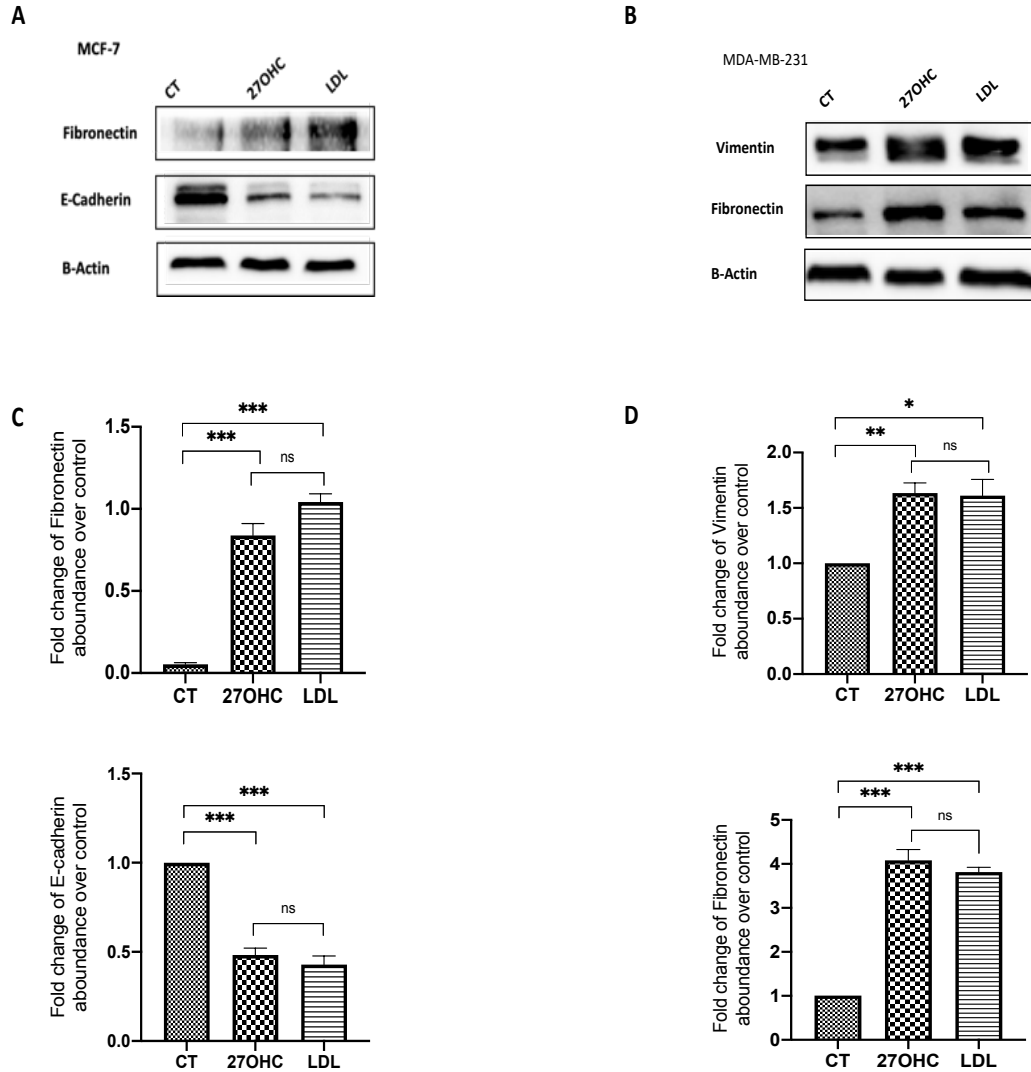 A
MCF-7
CT 27OHC LDL
Fibronectin
E-Cadherin
B-Actin
B
MDA-MB-231
CT 27OHC LDL
Vimentin
Fibronectin
B-Actin
C
Fold change of Fibronectin
aboundance over control
1.5
1.0
0.5
0.0
***
***
ns
CT 27OHC LDL
Fold change of E-cadherin
aboundance over control
1.5
1.0
0.5
0.0
***
***
ns
CT 27OHC LDL
D
Fold change of Vimentin
aboundance over control
2.0
1.5
1.0
0.5
0.0
*
**
ns
CT 27OHC LDL
Fold change of Fibronectin
aboundance over control
5
4
3
2
1
0
***
***
ns
CT 27OHC LDL